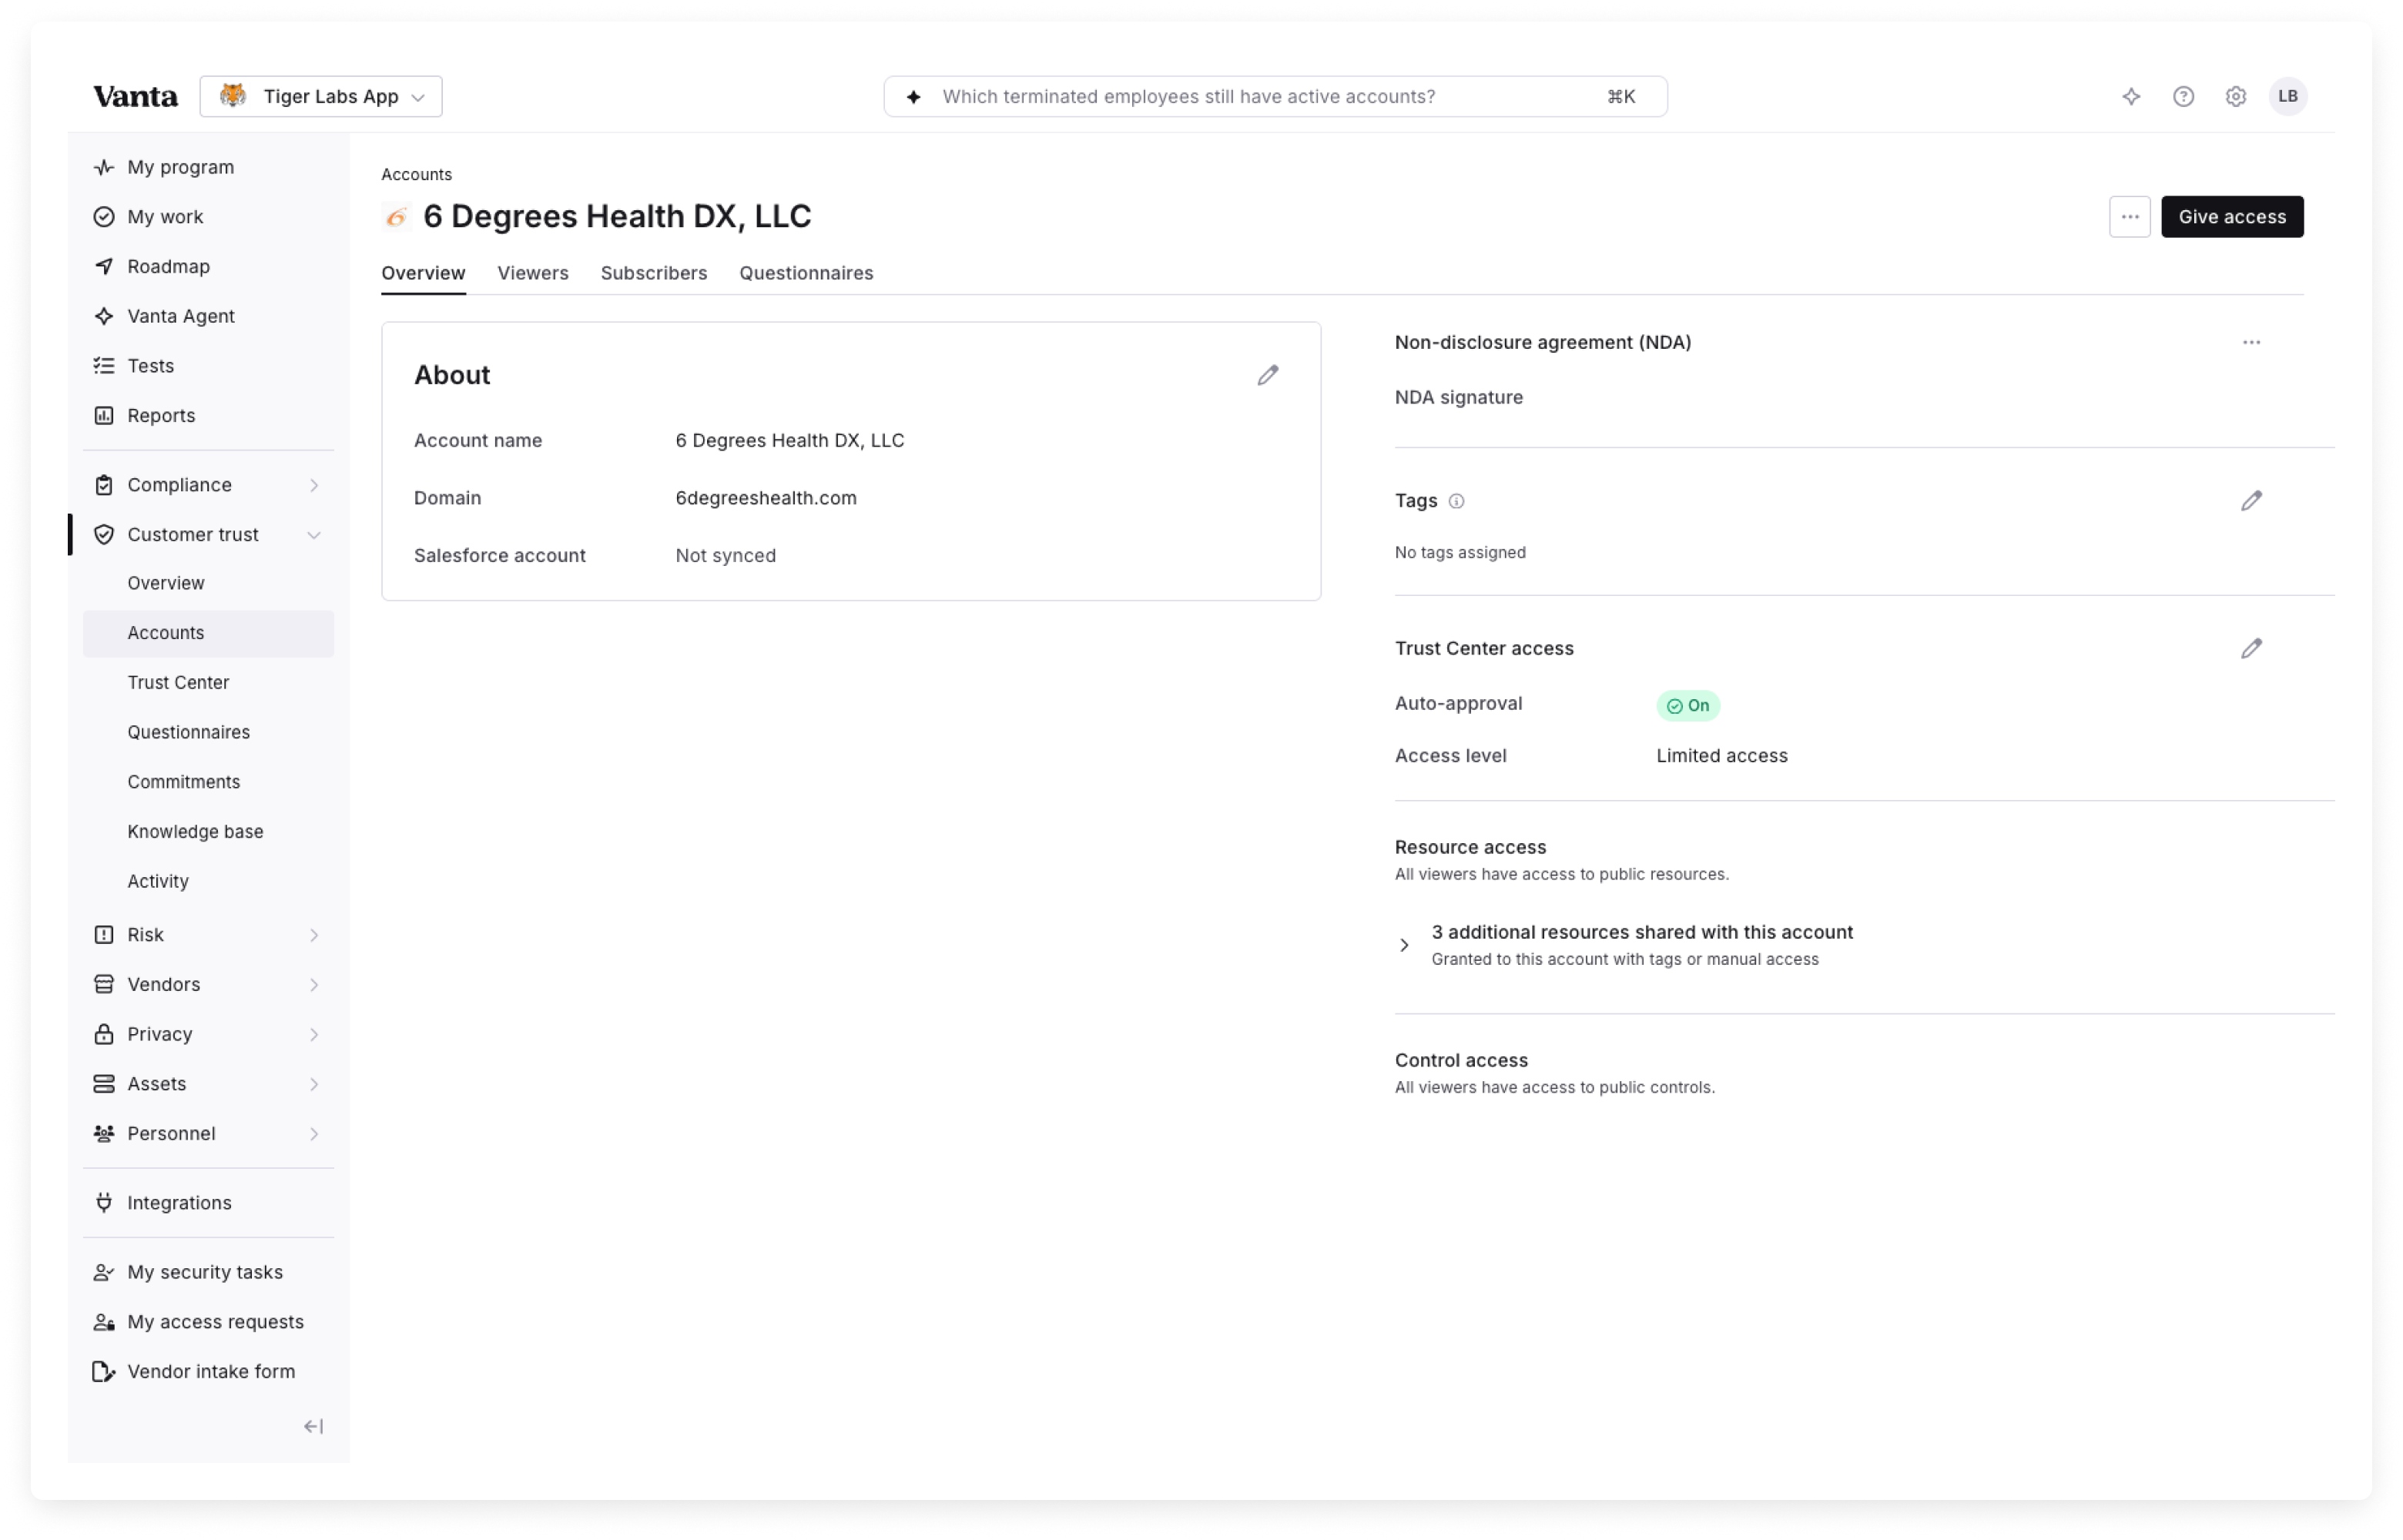 Vanta
Tiger Labs App
Which terminated employees still have active accounts? ⌘K
LB
My program
My work
Roadmap
Vanta Agent
Tests
Reports
Compliance
Customer trust
Overview
Accounts
Trust Center
Questionnaires
Commitments
Knowledge base
Activity
Risk
Vendors
Privacy
Assets
Personnel
Integrations
My security tasks
My access requests
Vendor intake form
Accounts
6 6 Degrees Health DX, LLC
Give access
Overview Viewers Subscribers Questionnaires
About
Account name 6 Degrees Health DX, LLC
Domain 6degreeshealth.com
Salesforce account Not synced
Non-disclosure agreement (NDA)
NDA signature
Tags
No tags assigned
Trust Center access
Auto-approval On
Access level Limited access
Resource access
All viewers have access to public resources.
3 additional resources shared with this account
Granted to this account with tags or manual access
Control access
All viewers have access to public controls.